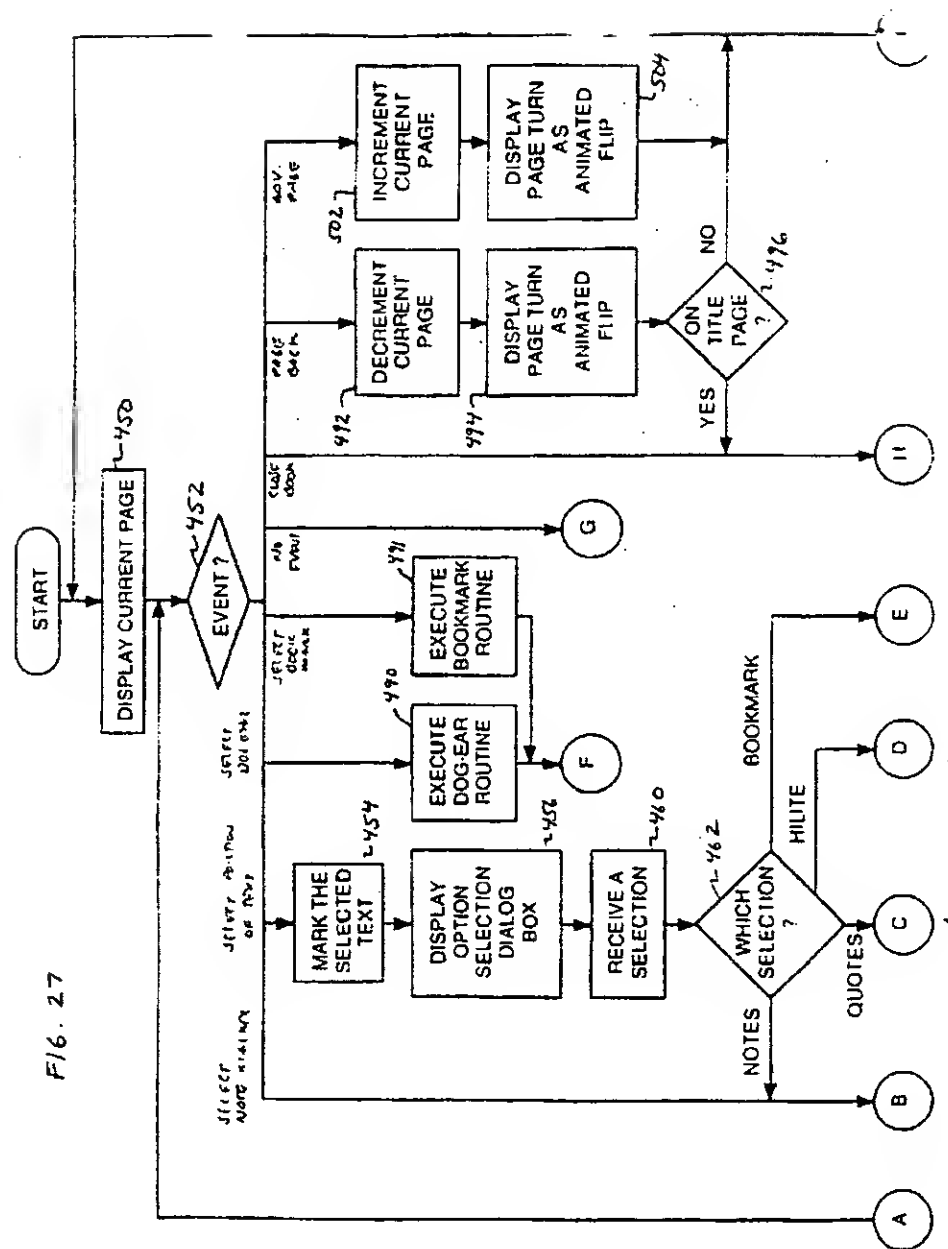 FIG. 27
START
DISPLAY CURRENT PAGE
450
EVENT?
452
SELECT
NOTE
SELECT PORTION
OF TEXT
SELECT
DOG EAR
SELECT
BOOK
MARK
NO
EVENT
CLOSE
BOOK
PAGE
BACK
ADV.
PAGE
MARK THE
SELECTED
TEXT
454
DISPLAY
OPTION
SELECTION
DIALOG
BOX
456
RECEIVE A
SELECTION
460
WHICH
SELECTION
?
462
NOTES
QUOTES
HILITE
BOOKMARK
490
EXECUTE
DOG-EAR
ROUTINE
491
EXECUTE
BOOKMARK
ROUTINE
492
DECREMENT
CURRENT
PAGE
494
DISPLAY
PAGE TURN
AS
ANIMATED
FLIP
ON
TITLE
PAGE
?
496
YES
NO
502
INCREMENT
CURRENT
PAGE
DISPLAY
PAGE TURN
AS
ANIMATED
FLIP
504
A
B
C
D
E
F
G
H
I